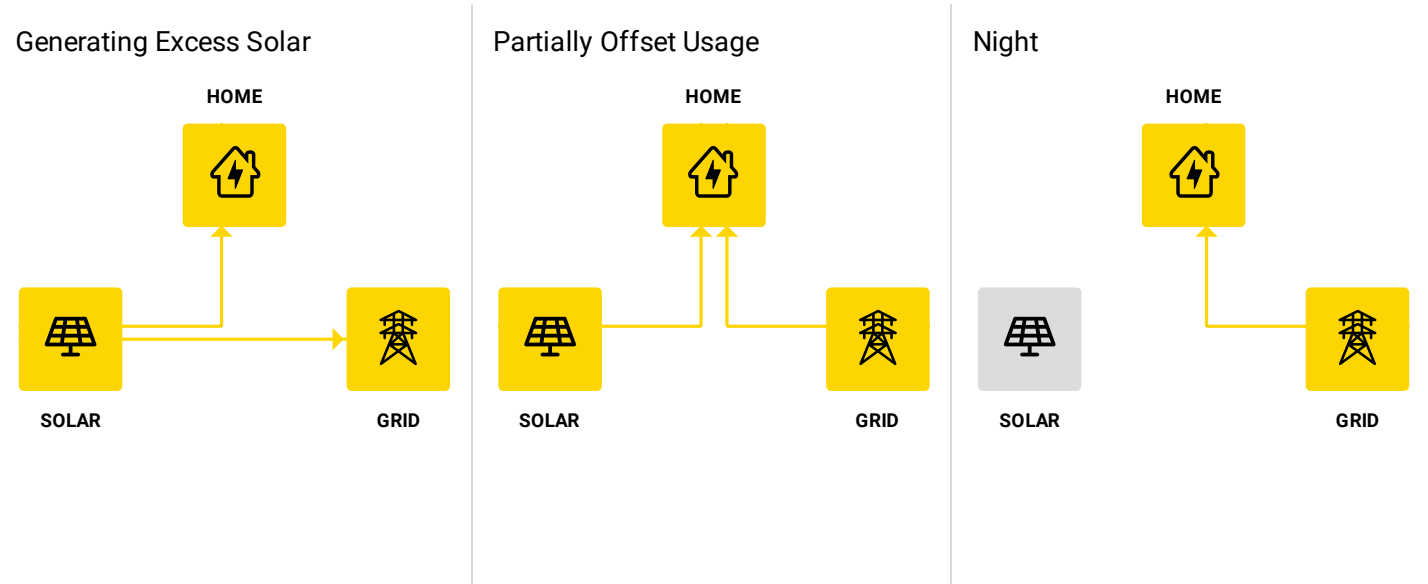 Generating Excess Solar
HOME
SOLAR
GRID
Partially Offset Usage
HOME
SOLAR
GRID
Night
HOME
SOLAR
GRID